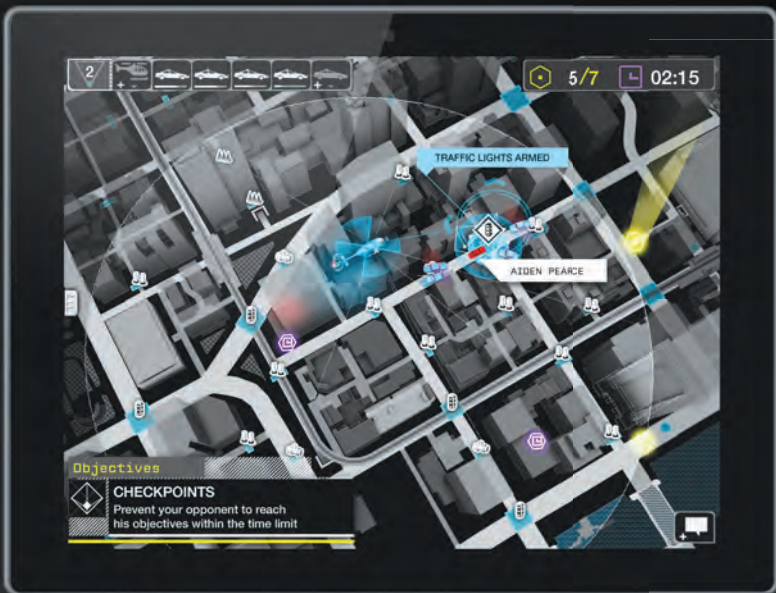 2
5/7
02:15
TRAFFIC LIGHTS ARMED
AIDEN PEARCE
Objectives
CHECKPOINTS
Prevent your opponent to reach
his objectives within the time limit